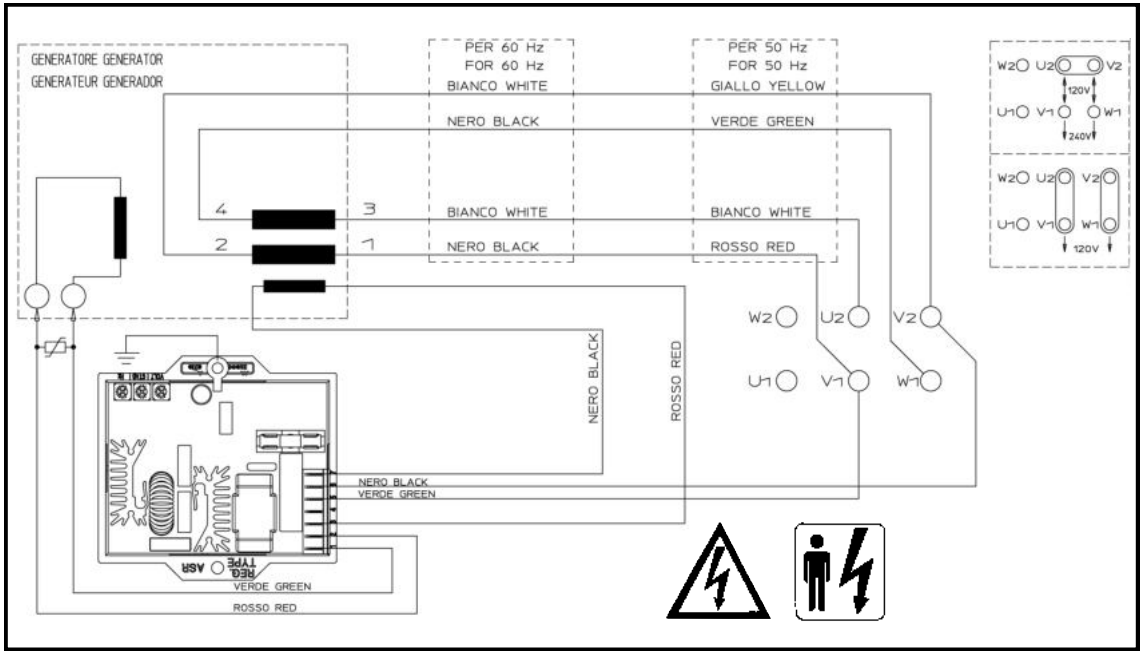 GENERATORE GENERATOR
GENERATEUR GENERADOR
PER 60 Hz
FOR 60 Hz
BIANCO WHITE
NERO BLACK
BIANCO WHITE
NERO BLACK
PER 50 Hz
FOR 50 Hz
GIALLO YELLOW
VERDE GREEN
BIANCO WHITE
ROSSO RED
4
3
2
1
W2 U2 V2
120V
U1 V1 W1
240V
W2 U2 V2
U1 V1 W1
120V
W2 U2 V2
U1 V1 W1
NERO BLACK
ROSSO RED
VOLT STAB
NERO BLACK
VERDE GREEN
REG.
TYPE
ASR
VERDE GREEN
ROSSO RED